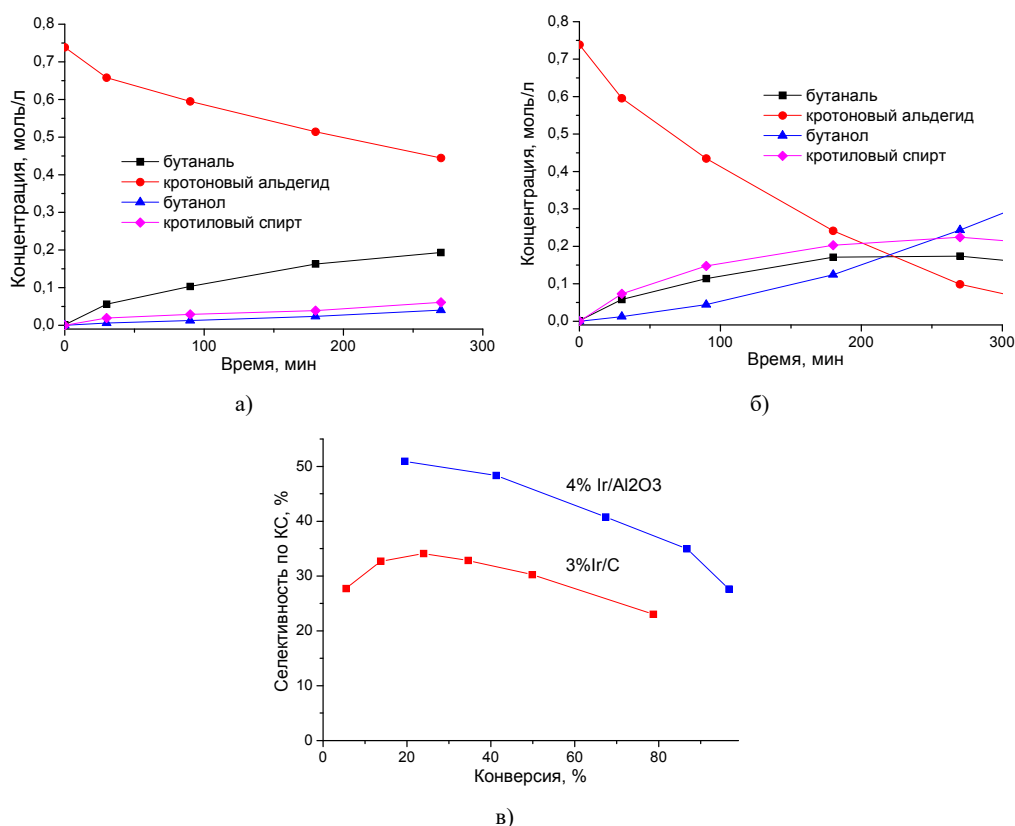 0,8
0,7
0,6
0,5
0,4
0,3
0,2
0,1
0,0
Концентрация, моль/л
бутаналь
кротоновый альдегид
бутанол
кротиловый спирт
0 100 200 300
Время, мин
а)
0,8
0,7
0,6
0,5
0,4
0,3
0,2
0,1
0,0
Концентрация, моль/л
бутаналь
кротоновый альдегид
бутанол
кротиловый спирт
0 100 200 300
Время, мин
б)
50
40
30
20
10
0
Селективность по КС, %
4% Ir/Al2O3
3%Ir/C
0 20 40 60 80
Конверсия, %
в)